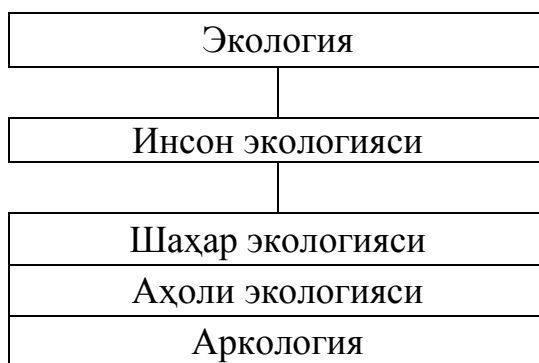 Экология
Инсон экологияси
Шаҳар экологияси
Аҳоли экологияси
Аркология